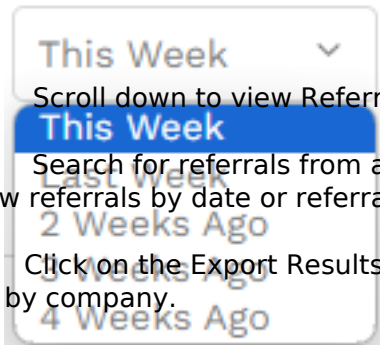 This Week
Scroll down to view Referr
This Week
Search for referrals from a
Last Week
w referrals by date or referra
2 Weeks Ago
Click on the Export Results
3 Weeks Ago
by company.
4 Weeks Ago